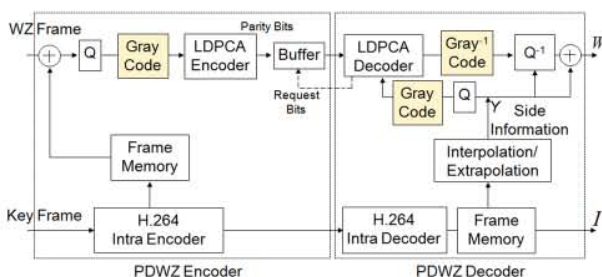 WZ Frame
Q
Gray
Code
LDPCA
Encoder
Parity Bits
Buffer
Request
Bits
LDPCA
Decoder
Gray⁻¹
Code
Q⁻¹
W
Gray
Code
Q
Y
Side
Information
Frame
Memory
Interpolation/
Extrapolation
Key Frame
H.264
Intra Encoder
H.264
Intra Decoder
Frame
Memory
I
PDWZ Encoder
PDWZ Decoder